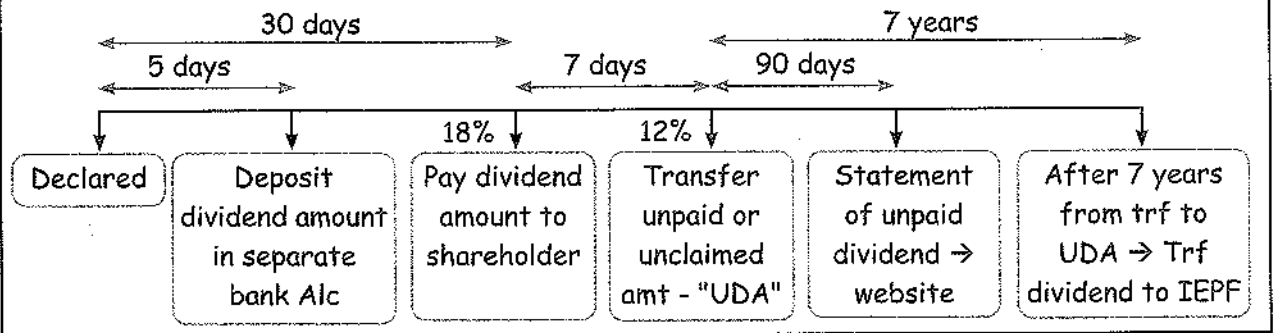 30 days
7 years
5 days
7 days
90 days
18%
12%
Declared
Deposit
dividend amount
in separate
bank A/c
Pay dividend
amount to
shareholder
Transfer
unpaid or
unclaimed
amt - "UDA"
Statement
of unpaid
dividend →
website
After 7 years
from trf to
UDA → Trf
dividend to IEPF